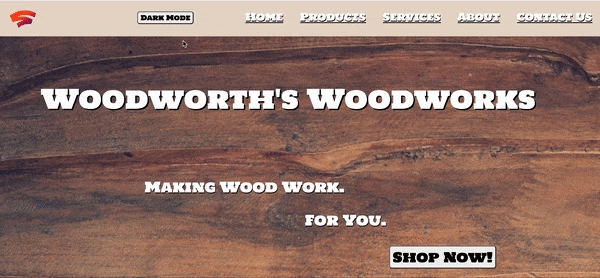 Dark Mode
Home Products Services About Contact Us
Woodworth's Woodworks
Making Wood Work.
For You.
Shop Now!